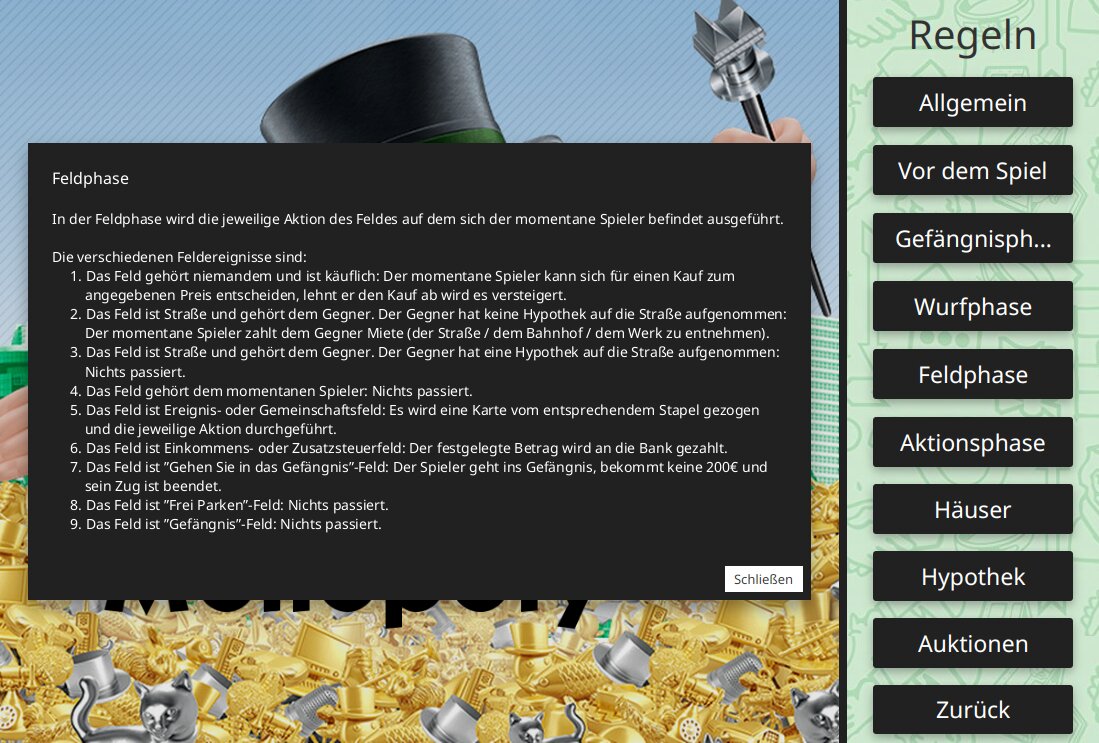 Regeln
Allgemein
Vor dem Spiel
Gefängnisph...
Wurfphase
Feldphase
Aktionsphase
Häuser
Hypothek
Auktionen
Zurück
Feldphase
In der Feldphase wird die jeweilige Aktion des Feldes auf dem sich der momentane Spieler befindet ausgeführt.
Die verschiedenen Feldereignisse sind:
1. Das Feld gehört niemandem und ist käuflich: Der momentane Spieler kann sich für einen Kauf zum
angegebenen Preis entscheiden, lehnt er den Kauf ab wird es versteigert.
2. Das Feld ist Straße und gehört dem Gegner. Der Gegner hat keine Hypothek auf die Straße aufgenommen:
Der momentane Spieler zahlt dem Gegner Miete (der Straße / dem Bahnhof / dem Werk zu entnehmen).
3. Das Feld ist Straße und gehört dem Gegner. Der Gegner hat eine Hypothek auf die Straße aufgenommen:
Nichts passiert.
4. Das Feld gehört dem momentanen Spieler: Nichts passiert.
5. Das Feld ist Ereignis- oder Gemeinschaftsfeld: Es wird eine Karte vom entsprechendem Stapel gezogen
und die jeweilige Aktion durchgeführt.
6. Das Feld ist Einkommens- oder Zusatzsteuerfeld: Der festgelegte Betrag wird an die Bank gezahlt.
7. Das Feld ist ”Gehen Sie in das Gefängnis”-Feld: Der Spieler geht ins Gefängnis, bekommt keine 200€ und
sein Zug ist beendet.
8. Das Feld ist ”Frei Parken”-Feld: Nichts passiert.
9. Das Feld ist ”Gefängnis”-Feld: Nichts passiert.
Schließen
Monopoly